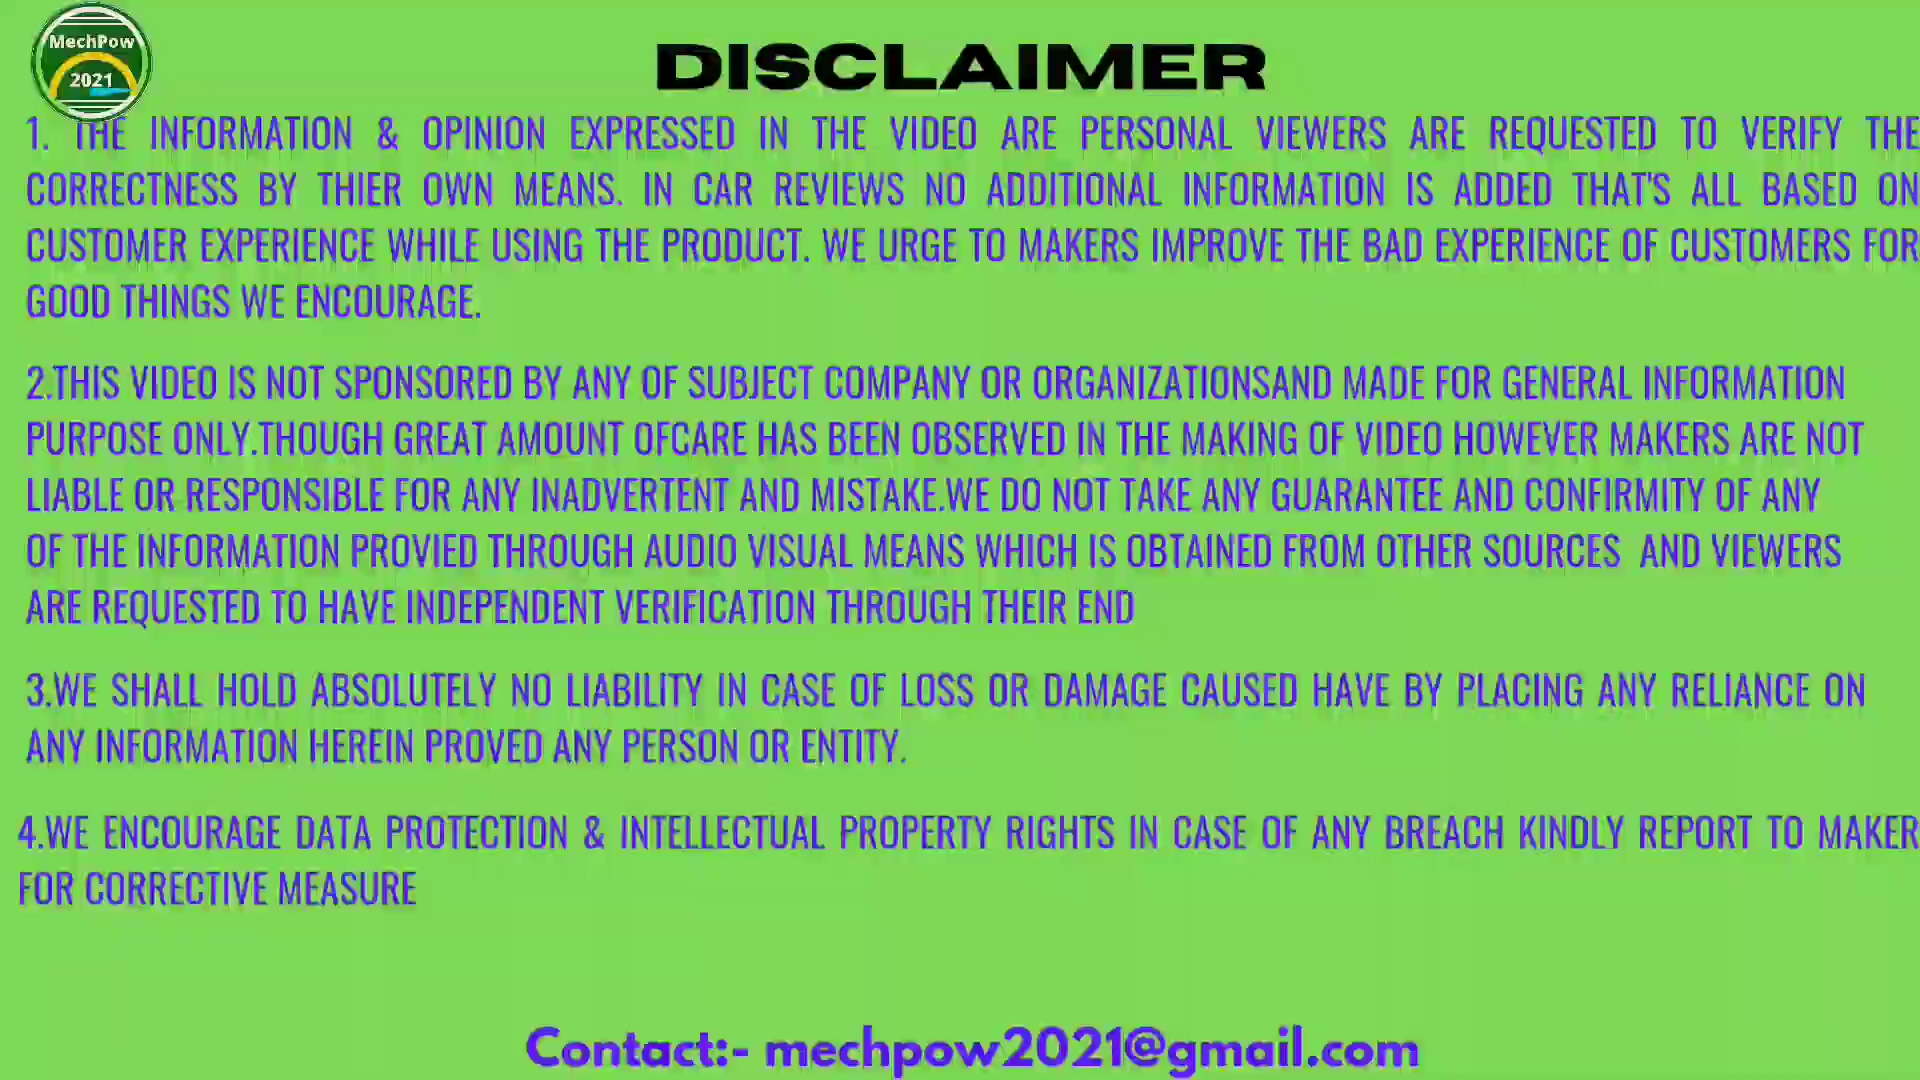 MechPow
2021
DISCLAIMER
1. THE INFORMATION & OPINION EXPRESSED IN THE VIDEO ARE PERSONAL VIEWERS ARE REQUESTED TO VERIFY THE
CORRECTNESS BY THIER OWN MEANS. IN CAR REVIEWS NO ADDITIONAL INFORMATION IS ADDED THAT'S ALL BASED ON
CUSTOMER EXPERIENCE WHILE USING THE PRODUCT. WE URGE TO MAKERS IMPROVE THE BAD EXPERIENCE OF CUSTOMERS FOR
GOOD THINGS WE ENCOURAGE.
2.THIS VIDEO IS NOT SPONSORED BY ANY OF SUBJECT COMPANY OR ORGANIZATIONSAND MADE FOR GENERAL INFORMATION
PURPOSE ONLY.THOUGH GREAT AMOUNT OFCARE HAS BEEN OBSERVED IN THE MAKING OF VIDEO HOWEVER MAKERS ARE NOT
LIABLE OR RESPONSIBLE FOR ANY INADVERTENT AND MISTAKE.WE DO NOT TAKE ANY GUARANTEE AND CONFIRMITY OF ANY
OF THE INFORMATION PROVIED THROUGH AUDIO VISUAL MEANS WHICH IS OBTAINED FROM OTHER SOURCES AND VIEWERS
ARE REQUESTED TO HAVE INDEPENDENT VERIFICATION THROUGH THEIR END
3.WE SHALL HOLD ABSOLUTELY NO LIABILITY IN CASE OF LOSS OR DAMAGE CAUSED HAVE BY PLACING ANY RELIANCE ON
ANY INFORMATION HEREIN PROVED ANY PERSON OR ENTITY.
4.WE ENCOURAGE DATA PROTECTION & INTELLECTUAL PROPERTY RIGHTS IN CASE OF ANY BREACH KINDLY REPORT TO MAKER
FOR CORRECTIVE MEASURE
Contact:- mechpow2021@gmail.com